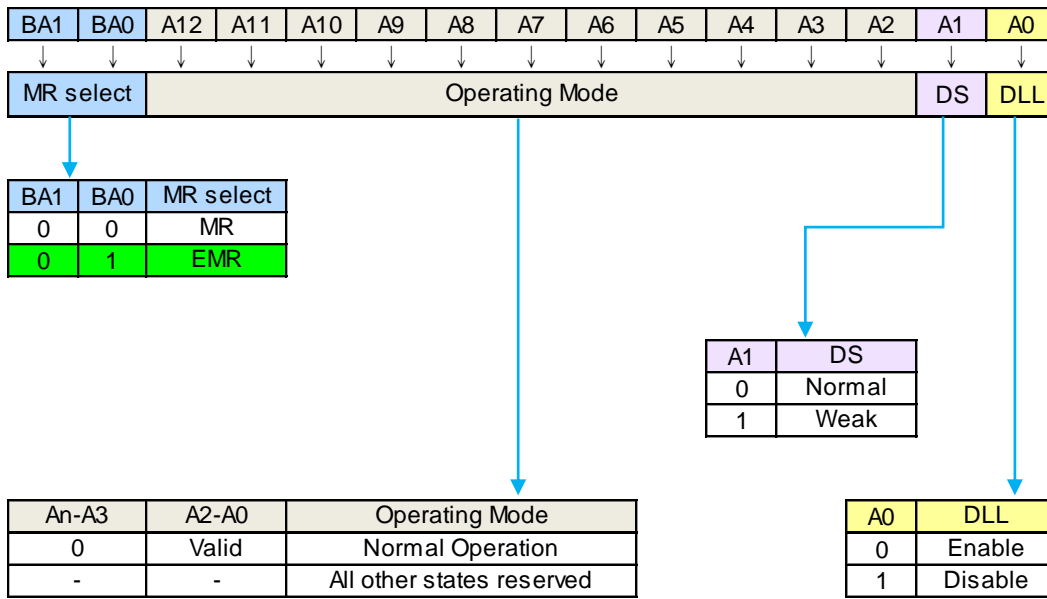 BA1 BA0 A12 A11 A10 A9 A8 A7 A6 A5 A4 A3 A2 A1 A0
MR select Operating Mode DS DLL
BA1 BA0 MR select
0 0 MR
0 1 EMR
A1 DS
0 Normal
1 Weak
An-A3 A2-A0 Operating Mode
0 Valid Normal Operation
- - All other states reserved
A0 DLL
0 Enable
1 Disable